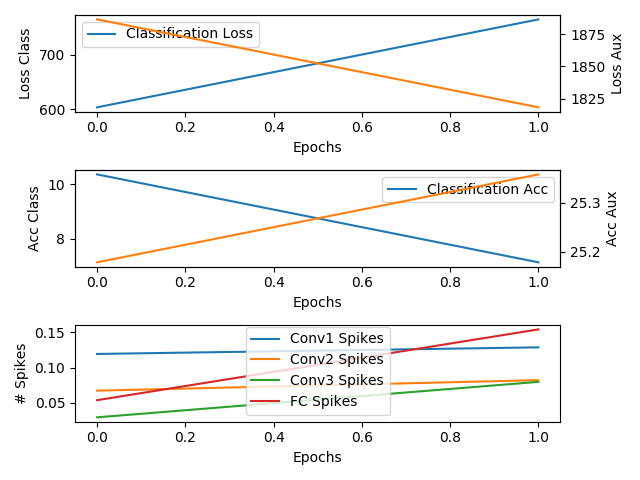 Loss Class
700
600
Classification Loss
1875
1850
1825
Loss Aux
0.0 0.2 0.4 0.6 0.8 1.0
Epochs
Acc Class
10
8
Classification Acc
25.3
25.2
Acc Aux
0.0 0.2 0.4 0.6 0.8 1.0
Epochs
# Spikes
0.15
0.10
0.05
Conv1 Spikes
Conv2 Spikes
Conv3 Spikes
FC Spikes
0.0 0.2 0.4 0.6 0.8 1.0
Epochs